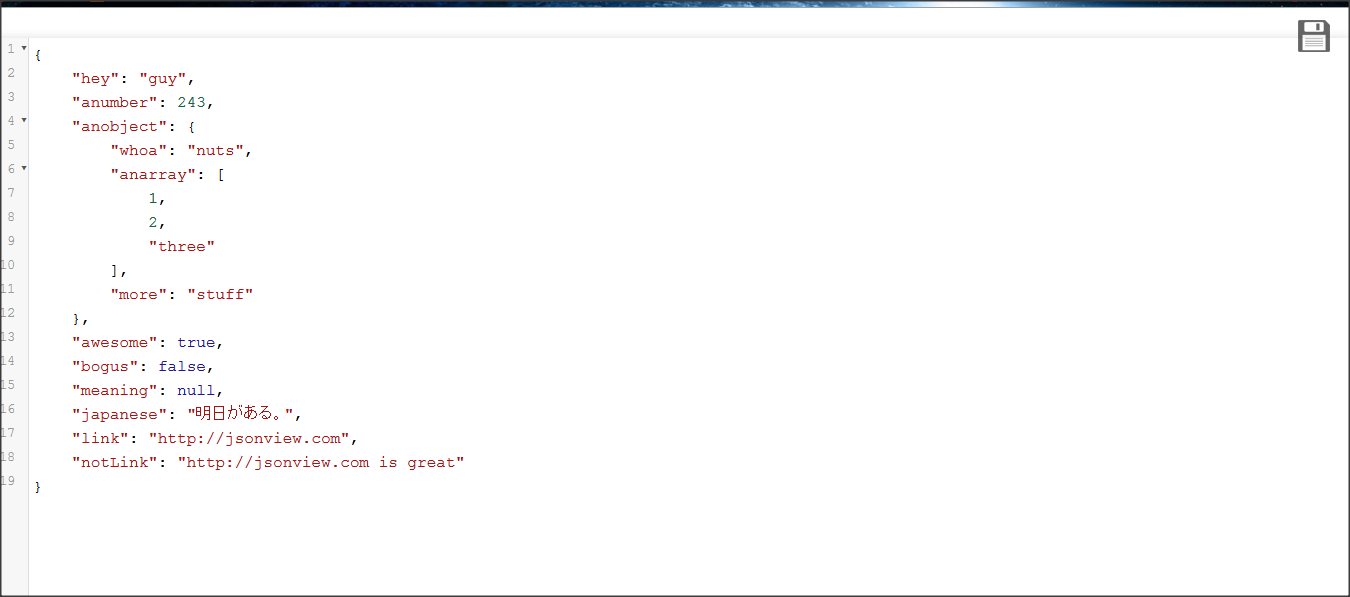 1 {
2     "hey": "guy",
3     "anumber": 243,
4     "anobject": {
5         "whoa": "nuts",
6         "anarray": [
7             1,
8             2,
9             "three"
10         ],
11         "more": "stuff"
12     },
13     "awesome": true,
14     "bogus": false,
15     "meaning": null,
16     "japanese": "明日がある。",
17     "link": "http://jsonview.com",
18     "notLink": "http://jsonview.com is great"
19 }